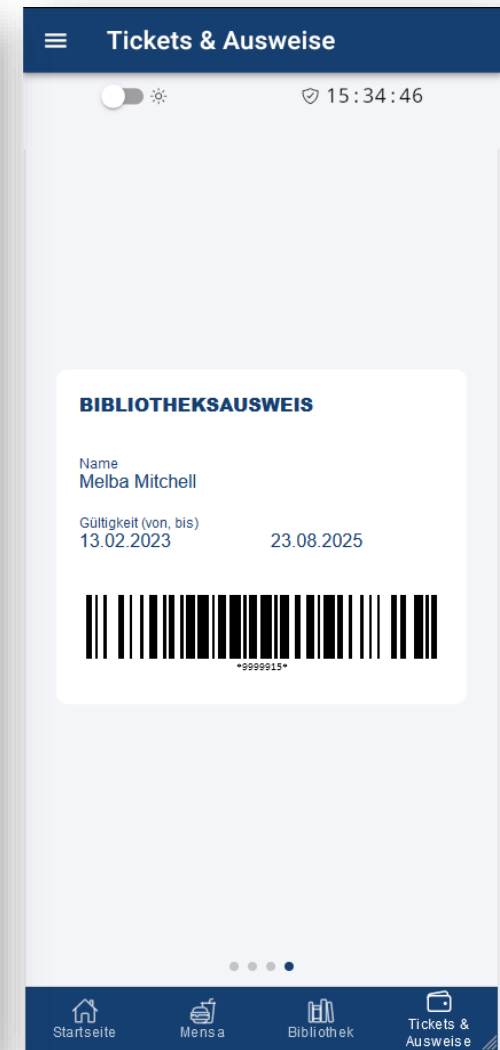 Tickets & Ausweise
15:34:46
BIBLIOTHEKSAUSWEIS
Name
Melba Mitchell
Gültigkeit (von, bis)
13.02.2023 23.08.2025
*9999915*
Startseite Mensa Bibliothek Tickets &
Ausweise